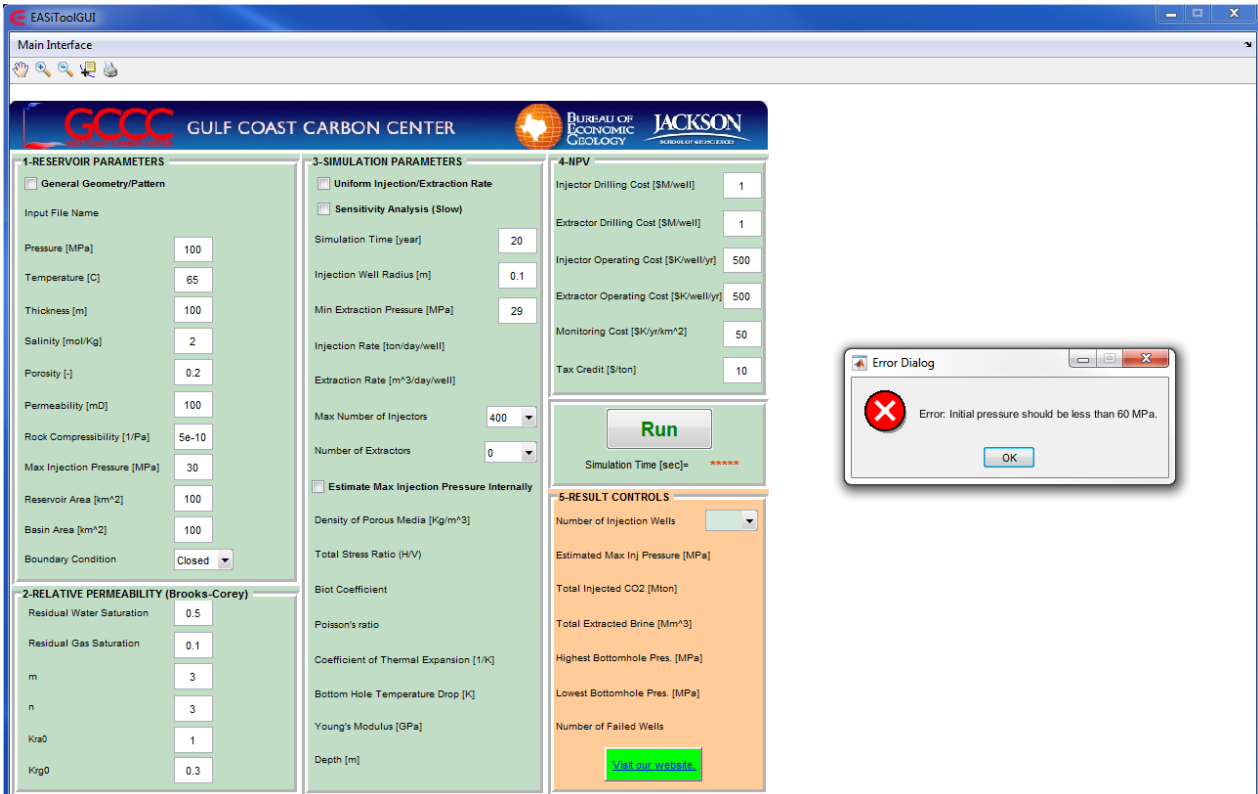 EASiToolGUI
Main Interface
GCCC GULF COAST CARBON CENTER
BUREAU OF
ECONOMIC
GEOLOGY
JACKSON
SCHOOL OF GEOSCIENCES
1-RESERVOIR PARAMETERS
General Geometry/Pattern
Input File Name
Pressure [MPa] 100
Temperature [C] 65
Thickness [m] 100
Salinity [mol/Kg] 2
Porosity [-] 0.2
Permeability [mD] 100
Rock Compressibility [1/Pa] 5e-10
Max Injection Pressure [MPa] 30
Reservoir Area [km^2] 100
Basin Area [km^2] 100
Boundary Condition Closed
2-RELATIVE PERMEABILITY (Brooks-Corey)
Residual Water Saturation 0.5
Residual Gas Saturation 0.1
m 3
n 3
Kra0 1
Krg0 0.3
3-SIMULATION PARAMETERS
Uniform Injection/Extraction Rate
Sensitivity Analysis (Slow)
Simulation Time [year] 20
Injection Well Radius [m] 0.1
Min Extraction Pressure [MPa] 29
Injection Rate [ton/day/well]
Extraction Rate [m^3/day/well]
Max Number of Injectors 400
Number of Extractors 0
Estimate Max Injection Pressure Internally
Density of Porous Media [Kg/m^3]
Total Stress Ratio (H/V)
Biot Coefficient
Poisson's ratio
Coefficient of Thermal Expansion [1/K]
Bottom Hole Temperature Drop [K]
Young's Modulus [GPa]
Depth [m]
4-NPV
Injector Drilling Cost [$M/well] 1
Extractor Drilling Cost [$M/well] 1
Injector Operating Cost [$K/well/yr] 500
Extractor Operating Cost [$K/well/yr] 500
Monitoring Cost [$K/yr/km^2] 50
Tax Credit [$/ton] 10
Run
Simulation Time [sec]= *****
5-RESULT CONTROLS
Number of Injection Wells
Estimated Max Inj Pressure [MPa]
Total Injected CO2 [Mton]
Total Extracted Brine [Mm^3]
Highest Bottomhole Pres. [MPa]
Lowest Bottomhole Pres. [MPa]
Number of Failed Wells
Visit our website.
Error Dialog
Error: Initial pressure should be less than 60 MPa.
OK